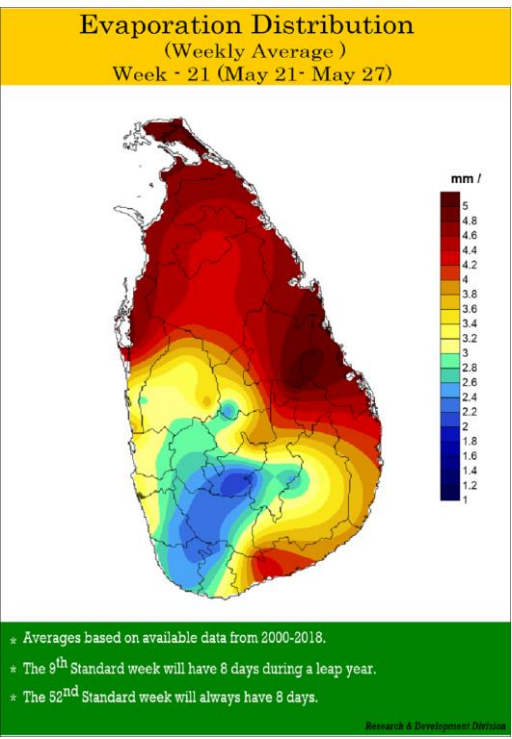 Evaporation Distribution
(Weekly Average )
Week - 21 (May 21- May 27)
mm /
5
4.8
4.6
4.4
4.2
4
3.8
3.6
3.4
3.2
3
2.8
2.6
2.4
2.2
2
1.8
1.6
1.4
1.2
1
* Averages based on available data from 2000-2018.
* The 9th Standard week will have 8 days during a leap year.
* The 52nd Standard week will always have 8 days.
Research & Development Division